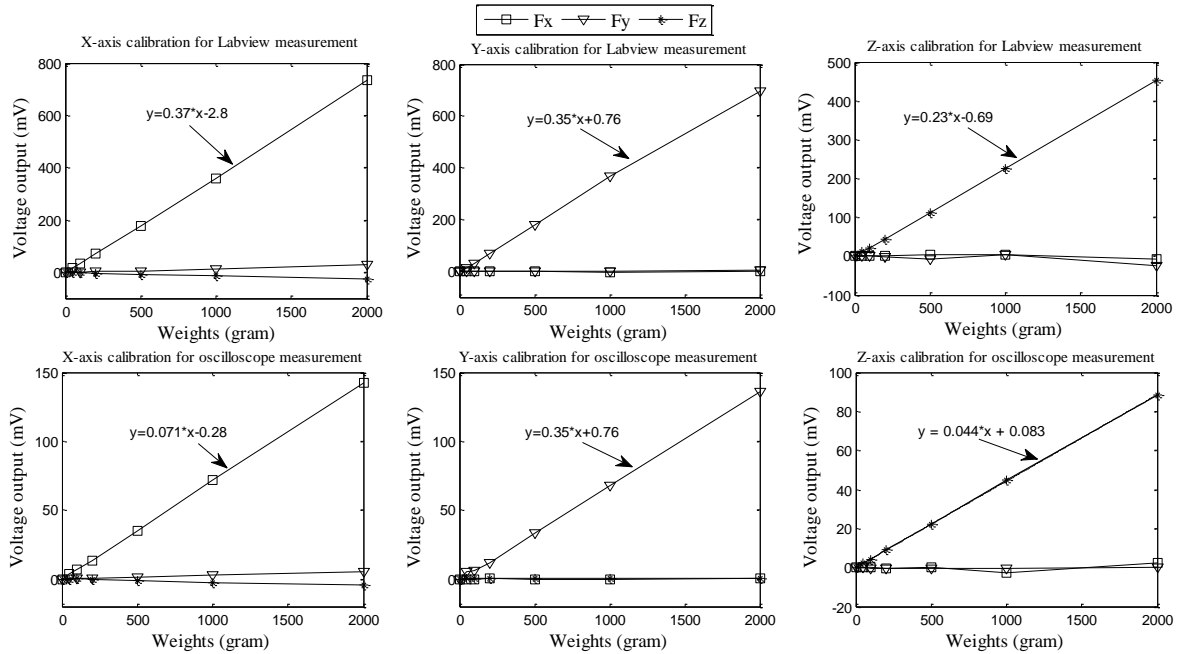 Fx Fy Fz
X-axis calibration for Labview measurement
Voltage output (mV)
800
600
400
200
0
y=0.37*x-2.8
0 500 1000 1500 2000
Weights (gram)
Y-axis calibration for Labview measurement
Voltage output (mV)
800
600
400
200
0
y=0.35*x+0.76
0 500 1000 1500 2000
Weights (gram)
Z-axis calibration for Labview measurement
Voltage output (mV)
500
400
300
200
100
0
-100
y=0.23*x-0.69
0 500 1000 1500 2000
Weights (gram)
X-axis calibration for oscilloscope measurement
Voltage output (mV)
150
100
50
0
y=0.071*x-0.28
0 500 1000 1500 2000
Weights (gram)
Y-axis calibration for oscilloscope measurement
Voltage output (mV)
150
100
50
0
y=0.35*x+0.76
0 500 1000 1500 2000
Weights (gram)
Z-axis calibration for oscilloscope measurement
Voltage output (mV)
100
80
60
40
20
0
-20
y = 0.044*x + 0.083
0 500 1000 1500 2000
Weights (gram)